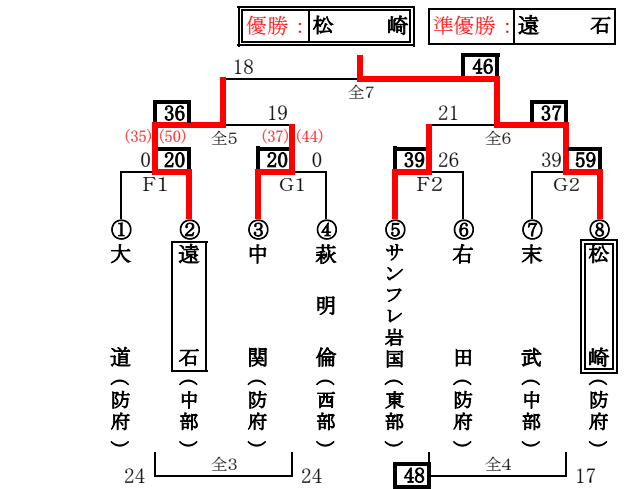 優勝：松　崎　準優勝：遠　石
18 46
全7
36 19 21 37
(35) (50) 全5 (37) (44) 全6
0 20 20 0 39 26 39 59
F1 G1 F2 G2
① ② ③ ④ ⑤ ⑥ ⑦ ⑧
大道（防府）
遠石（中部）
中関（防府）
萩明倫（西部）
サンフレ岩国（東部）
右田（防府）
末武（中部）
松崎（防府）
24 全3 24 48 全4 17